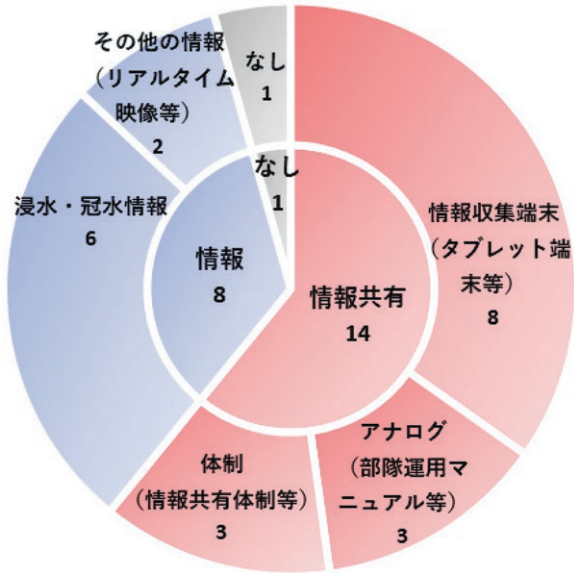 その他の情報
（リアルタイム
映像等）
2
なし
1
情報収集端末
（タブレット端
末等）
8
アナログ
（部隊運用マ
ニュアル等）
3
体制
（情報共有体制等）
3
浸水・冠水情報
6
なし
1
情報共有
14
情報
8